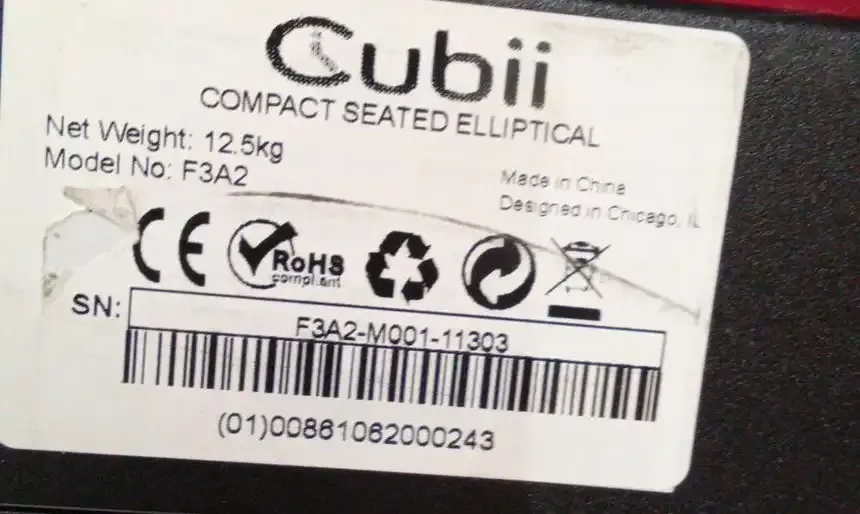 Cubii
COMPACT SEATED ELLIPTICAL
Net Weight: 12.5kg
Model No: F3A2
Made in China
Designed in Chicago, IL
CE
RoHS
compliant
SN:
F3A2-M001-11303
(01)00861062000243